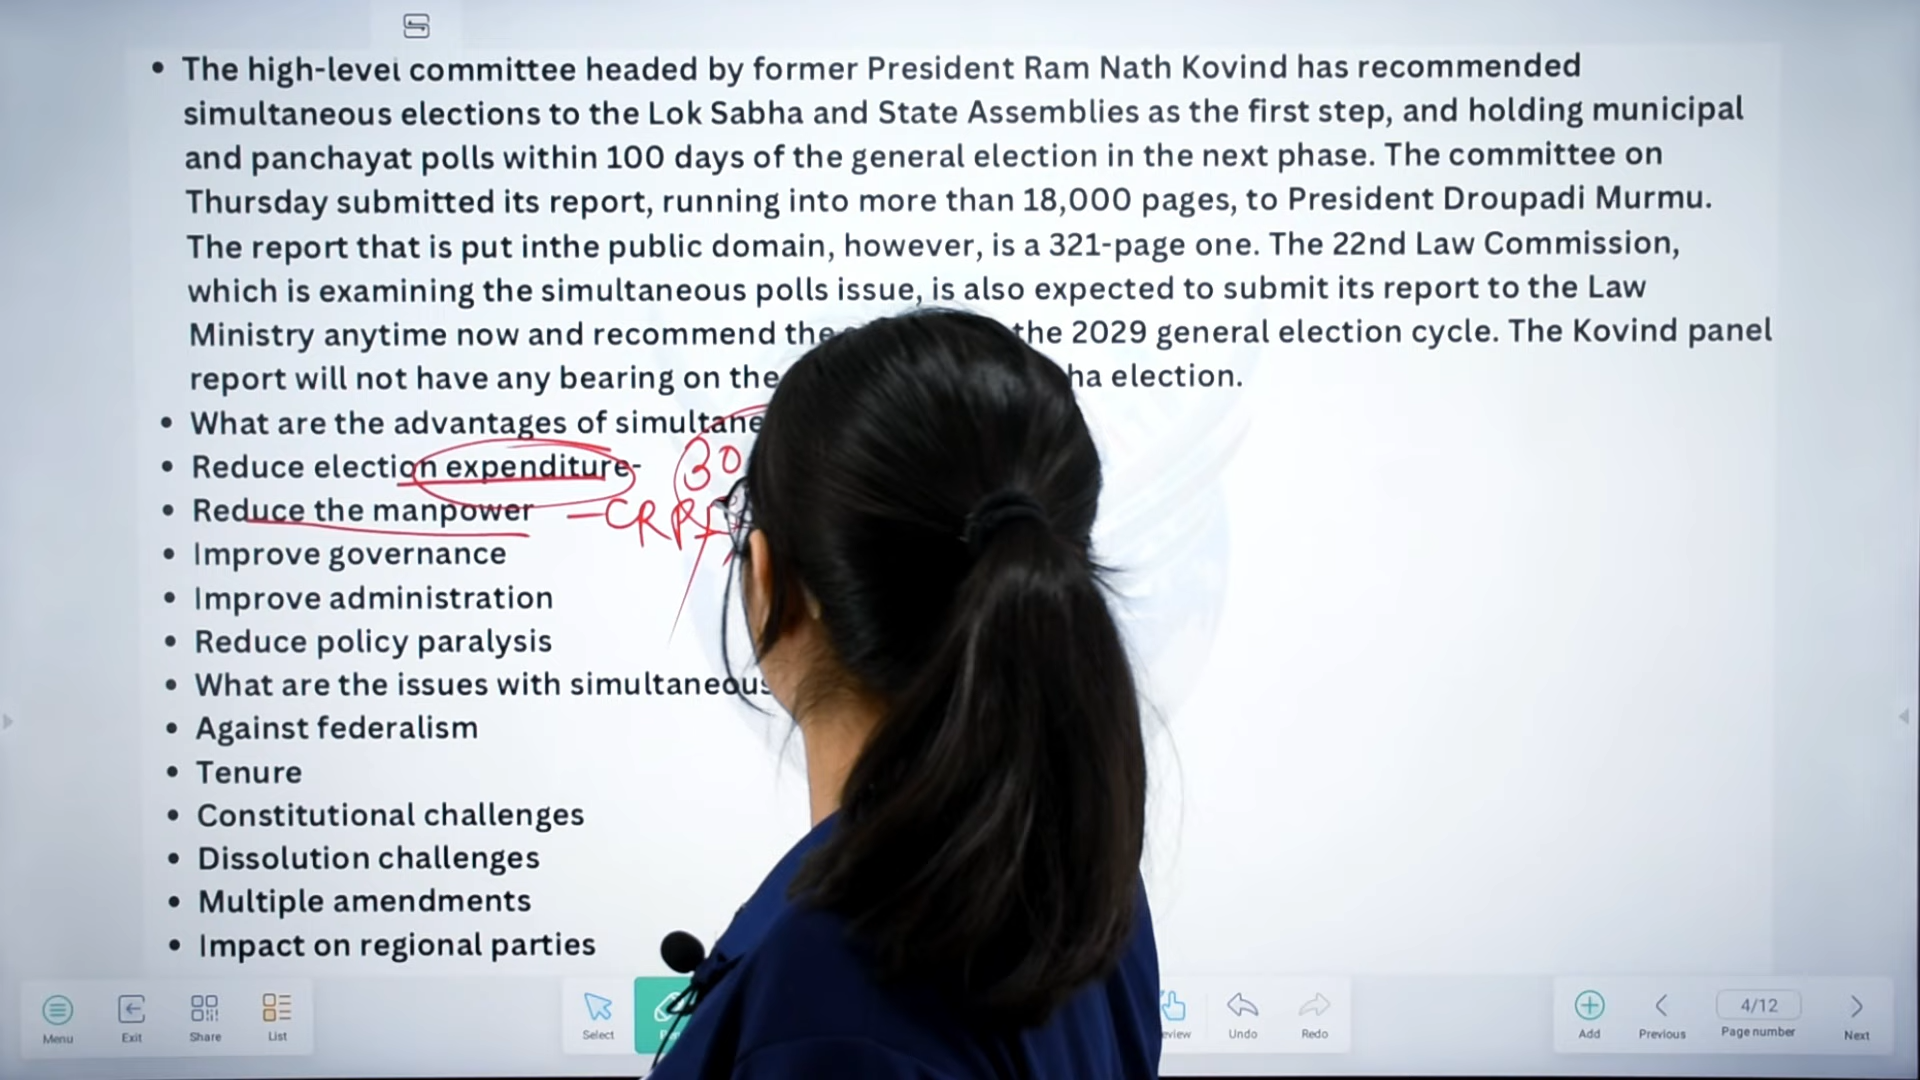 • The high-level committee headed by former President Ram Nath Kovind has recommended
simultaneous elections to the Lok Sabha and State Assemblies as the first step, and holding municipal
and panchayat polls within 100 days of the general election in the next phase. The committee on
Thursday submitted its report, running into more than 18,000 pages, to President Droupadi Murmu.
The report that is put inthe public domain, however, is a 321-page one. The 22nd Law Commission,
which is examining the simultaneous polls issue, is also expected to submit its report to the Law
Ministry anytime now and recommend the the 2029 general election cycle. The Kovind panel
report will not have any bearing on the election.
• What are the advantages of
• Reduce election expenditure- 30
• Reduce the manpower –
• Improve governance
• Improve administration
• Reduce policy paralysis
• What are the issues with simultaneous
• Against federalism
• Tenure
• Constitutional challenges
• Dissolution challenges
• Multiple amendments
• Impact on regional parties
Menu Exit Share List Select Undo Redo Add Previous 4/12 Page number Next